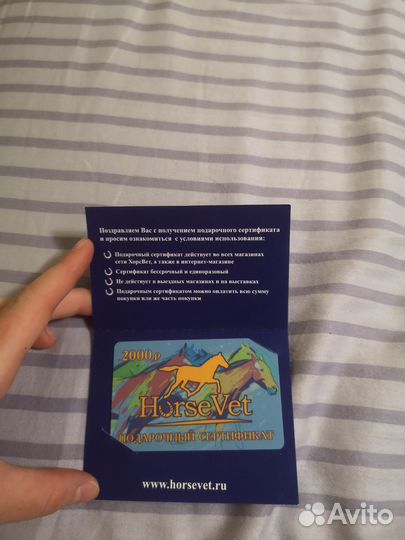 Поздравляем Вас с получением подарочного сертификата
и просим ознакомиться с условиями использования:
Подарочный сертификат действует во всех магазинах
сети ХорсВет, а также в интернет-магазине
Сертификат бессрочный и одноразовый
Не действует в выездных магазинах и на выставках
Подарочным сертификатом можно оплатить всю сумму
покупки или же часть покупки
2000 р
HorseVet
ПОДАРОЧНЫЙ СЕРТИФИКАТ
www.horsevet.ru
Avito